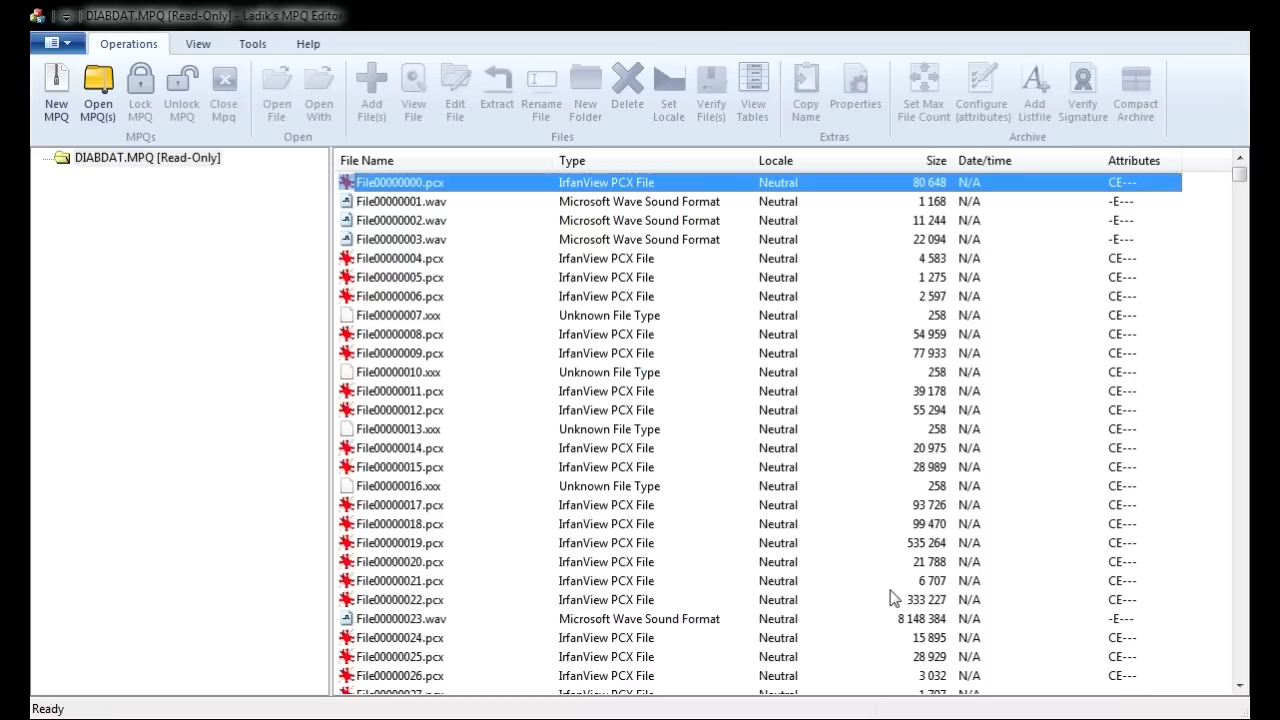 DIABDAT.MPQ [Read-Only] - Ladik's MPQ Editor
Operations View Tools Help
New MPQ Open MPQ(s) Lock MPQ Unlock MPQ Close Mpq Open File Open With Add File(s) View File Edit File Extract Rename File New Folder Delete Set Locale Verify File(s) View Tables Copy Name Properties Set Max File Count Configure (attributes) Add Listfile Verify Signature Compact Archive
MPQs Open Files Extras Archive
DIABDAT.MPQ [Read-Only]
File Name Type Locale Size Date/time Attributes
File00000000.pcx IrfanView PCX File Neutral 80 648 N/A CE---
File00000001.wav Microsoft Wave Sound Format Neutral 1 168 N/A -E---
File00000002.wav Microsoft Wave Sound Format Neutral 11 244 N/A -E---
File00000003.wav Microsoft Wave Sound Format Neutral 22 094 N/A -E---
File00000004.pcx IrfanView PCX File Neutral 4 583 N/A CE---
File00000005.pcx IrfanView PCX File Neutral 1 275 N/A CE---
File00000006.pcx IrfanView PCX File Neutral 2 597 N/A CE---
File00000007.xxx Unknown File Type Neutral 258 N/A CE---
File00000008.pcx IrfanView PCX File Neutral 54 959 N/A CE---
File00000009.pcx IrfanView PCX File Neutral 77 933 N/A CE---
File00000010.xxx Unknown File Type Neutral 258 N/A CE---
File00000011.pcx IrfanView PCX File Neutral 39 178 N/A CE---
File00000012.pcx IrfanView PCX File Neutral 55 294 N/A CE---
File00000013.xxx Unknown File Type Neutral 258 N/A CE---
File00000014.pcx IrfanView PCX File Neutral 20 975 N/A CE---
File00000015.pcx IrfanView PCX File Neutral 28 989 N/A CE---
File00000016.xxx Unknown File Type Neutral 258 N/A CE---
File00000017.pcx IrfanView PCX File Neutral 93 726 N/A CE---
File00000018.pcx IrfanView PCX File Neutral 99 470 N/A CE---
File00000019.pcx IrfanView PCX File Neutral 535 264 N/A CE---
File00000020.pcx IrfanView PCX File Neutral 21 788 N/A CE---
File00000021.pcx IrfanView PCX File Neutral 6 707 N/A CE---
File00000022.pcx IrfanView PCX File Neutral 333 227 N/A CE---
File00000023.wav Microsoft Wave Sound Format Neutral 8 148 384 N/A -E---
File00000024.pcx IrfanView PCX File Neutral 15 895 N/A CE---
File00000025.pcx IrfanView PCX File Neutral 28 929 N/A CE---
File00000026.pcx IrfanView PCX File Neutral 3 032 N/A CE---
Ready